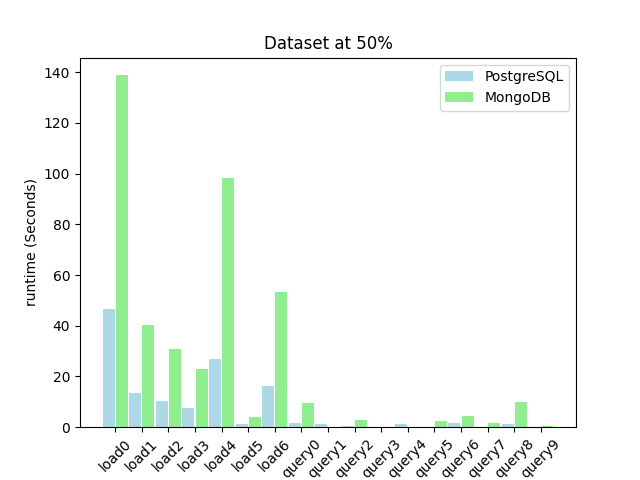 Dataset at 50%
PostgreSQL
MongoDB
runtime (Seconds)
140
120
100
80
60
40
20
0
load0
load1
load2
load3
load4
load5
load6
query0
query1
query2
query3
query4
query5
query6
query7
query8
query9